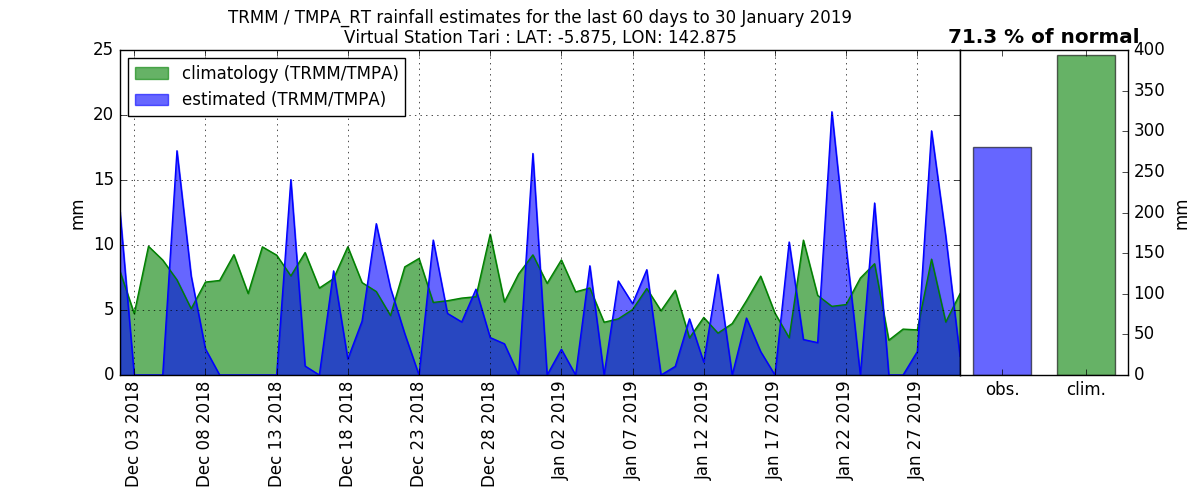 TRMM / TMPA_RT rainfall estimates for the last 60 days to 30 January 2019
Virtual Station Tari : LAT: -5.875, LON: 142.875
71.3 % of normal
climatology (TRMM/TMPA)
estimated (TRMM/TMPA)
mm
25
20
15
10
5
0
Dec 03 2018
Dec 08 2018
Dec 13 2018
Dec 18 2018
Dec 23 2018
Dec 28 2018
Jan 02 2019
Jan 07 2019
Jan 12 2019
Jan 17 2019
Jan 22 2019
Jan 27 2019
obs.
clim.
400
350
300
250
200
150
100
50
0
mm